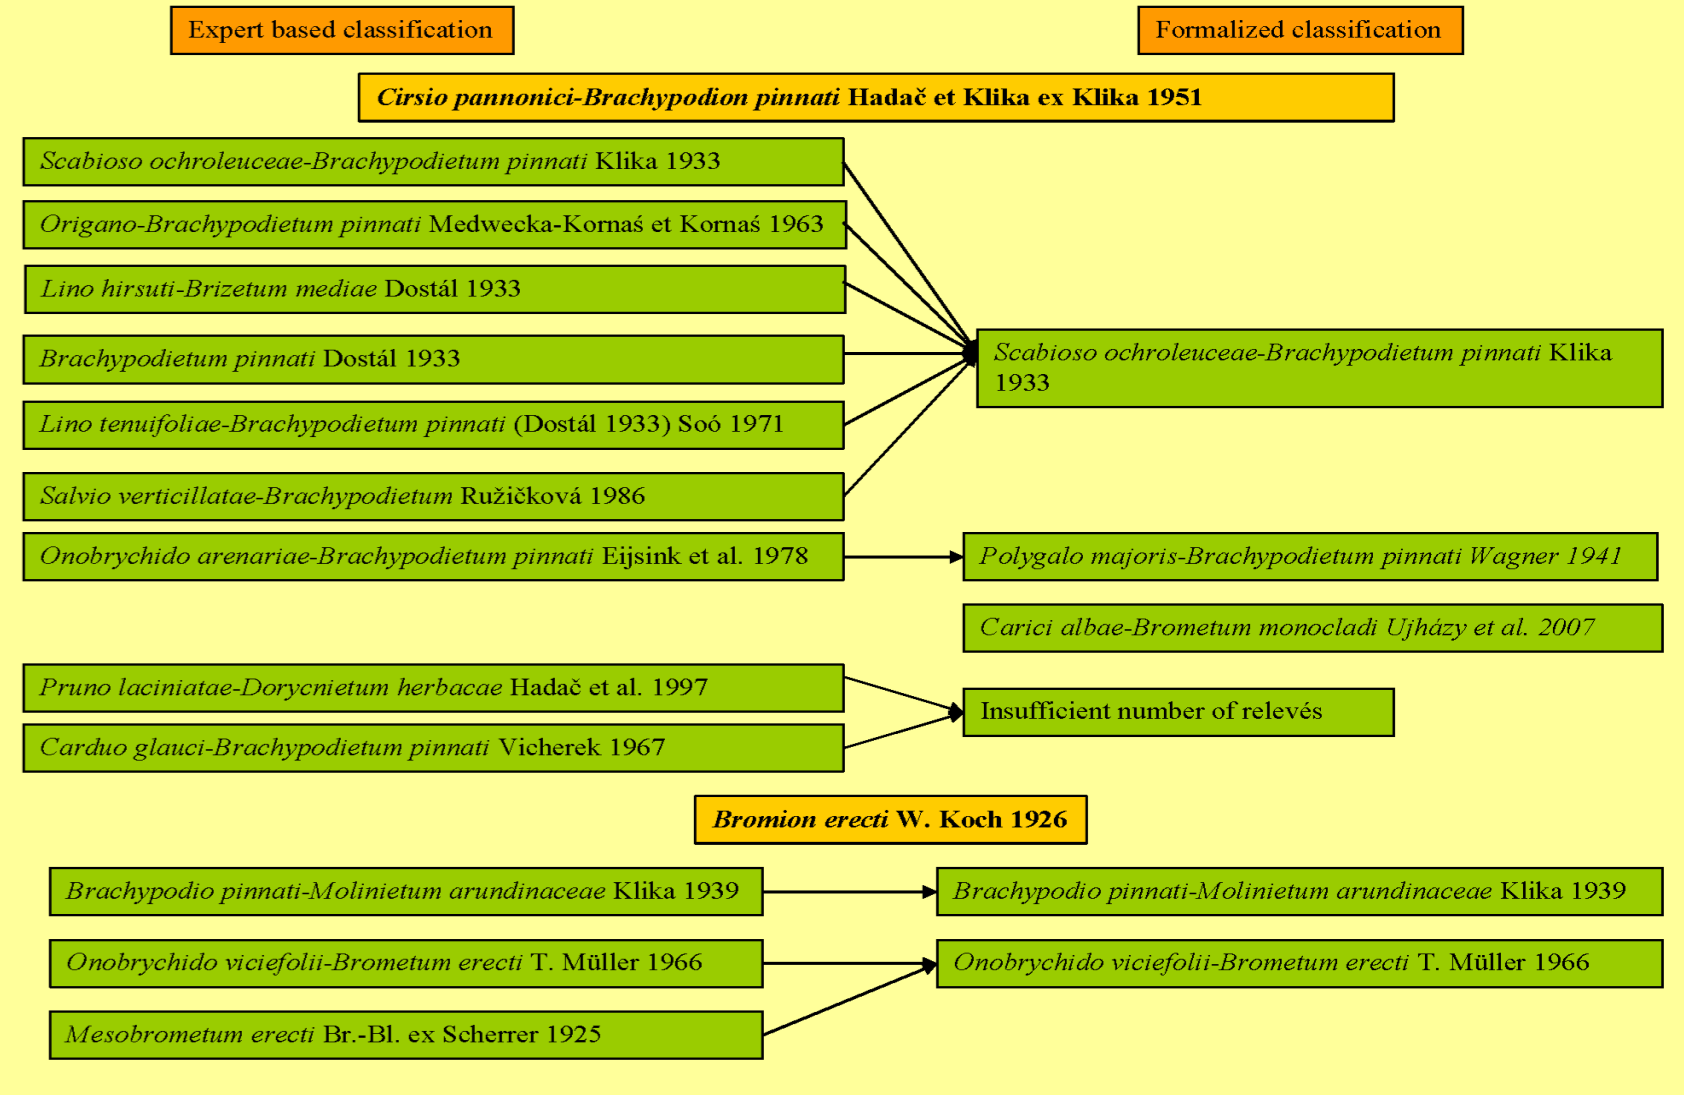 Expert based classification
Formalized classification
Cirsio pannonici-Brachypodion pinnati Hadač et Klika ex Klika 1951
Scabioso ochroleuceae-Brachypodietum pinnati Klika 1933
Origano-Brachypodietum pinnati Medwecka-Kornaś et Kornaś 1963
Lino hirsuti-Brizetum mediae Dostál 1933
Brachypodietum pinnati Dostál 1933
Scabioso ochroleuceae-Brachypodietum pinnati Klika
1933
Lino tenuifoliae-Brachypodietum pinnati (Dostál 1933) Soó 1971
Salvio verticillatae-Brachypodietum Ružičková 1986
Onobrychido arenariae-Brachypodietum pinnati Eijsink et al. 1978
Polygalo majoris-Brachypodietum pinnati Wagner 1941
Carici albae-Brometum monocladi Ujházy et al. 2007
Pruno laciniatae-Dorycnietum herbacae Hadač et al. 1997
Insufficient number of relevés
Carduo glauci-Brachypodietum pinnati Vicherek 1967
Bromion erecti W. Koch 1926
Brachypodio pinnati-Molinietum arundinaceae Klika 1939
Brachypodio pinnati-Molinietum arundinaceae Klika 1939
Onobrychido viciefolii-Brometum erecti T. Müller 1966
Onobrychido viciefolii-Brometum erecti T. Müller 1966
Mesobrometum erecti Br.-Bl. ex Scherrer 1925